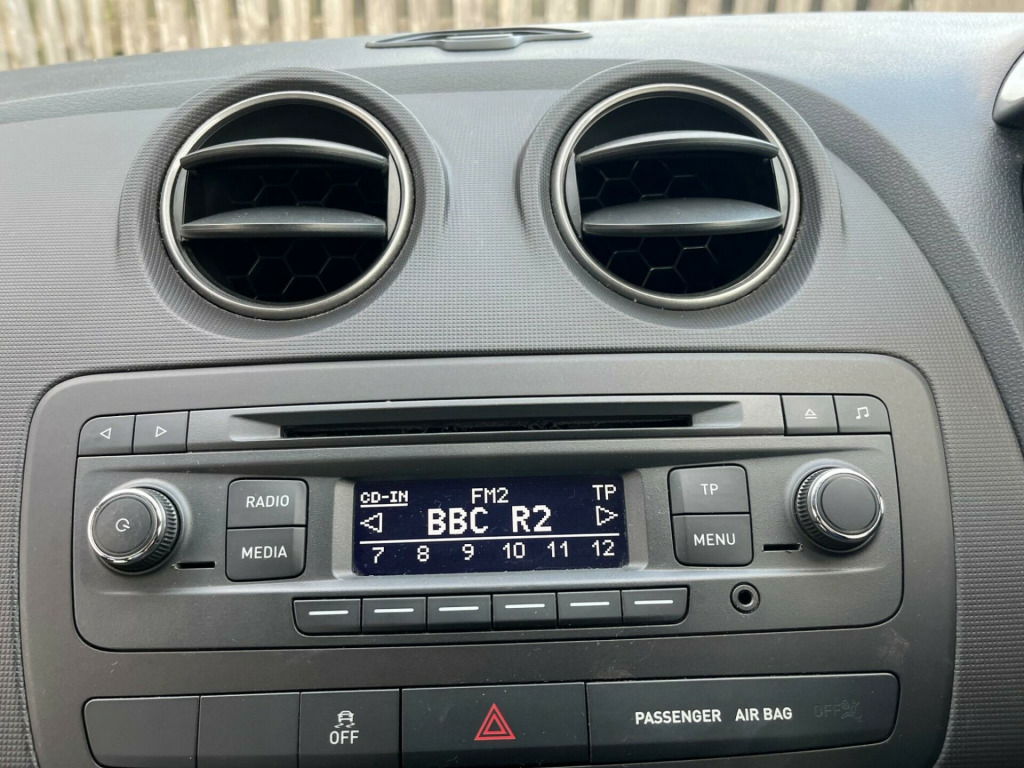 RADIO
MEDIA
CD-IN FM2 TP
BBC R2
7 8 9 10 11 12
TP
MENU
OFF
PASSENGER AIR BAG OFF